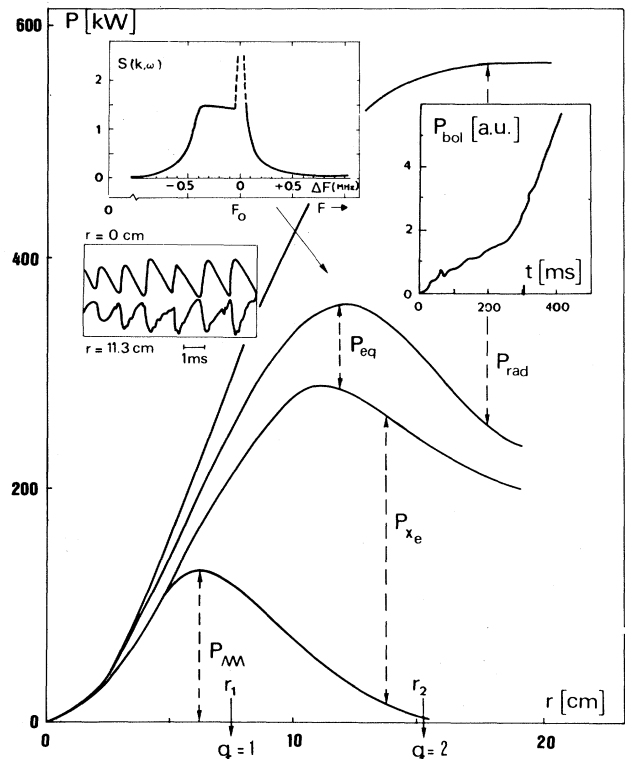 P [kW]
600
S(k,ω)
2
1
0
-0.5
0
+0.5
ΔF(MHz)
0
F₀
F →
P_bol [a.u.]
4
2
0
0
200
400
t [ms]
r = 0 cm
r = 11.3 cm
1ms
400
P_eq
P_rad
200
P_xe
P
r₁
r₂
r [cm]
0
0
10
20
q = 1
q = 2